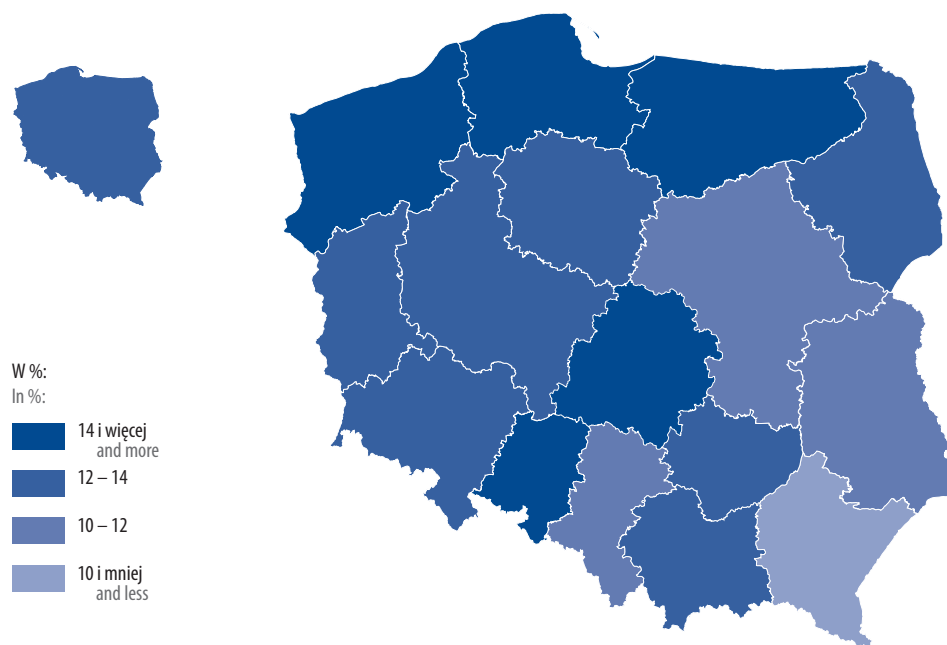 W %:
In %:
14 i więcej
and more
12 – 14
10 – 12
10 i mniej
and less